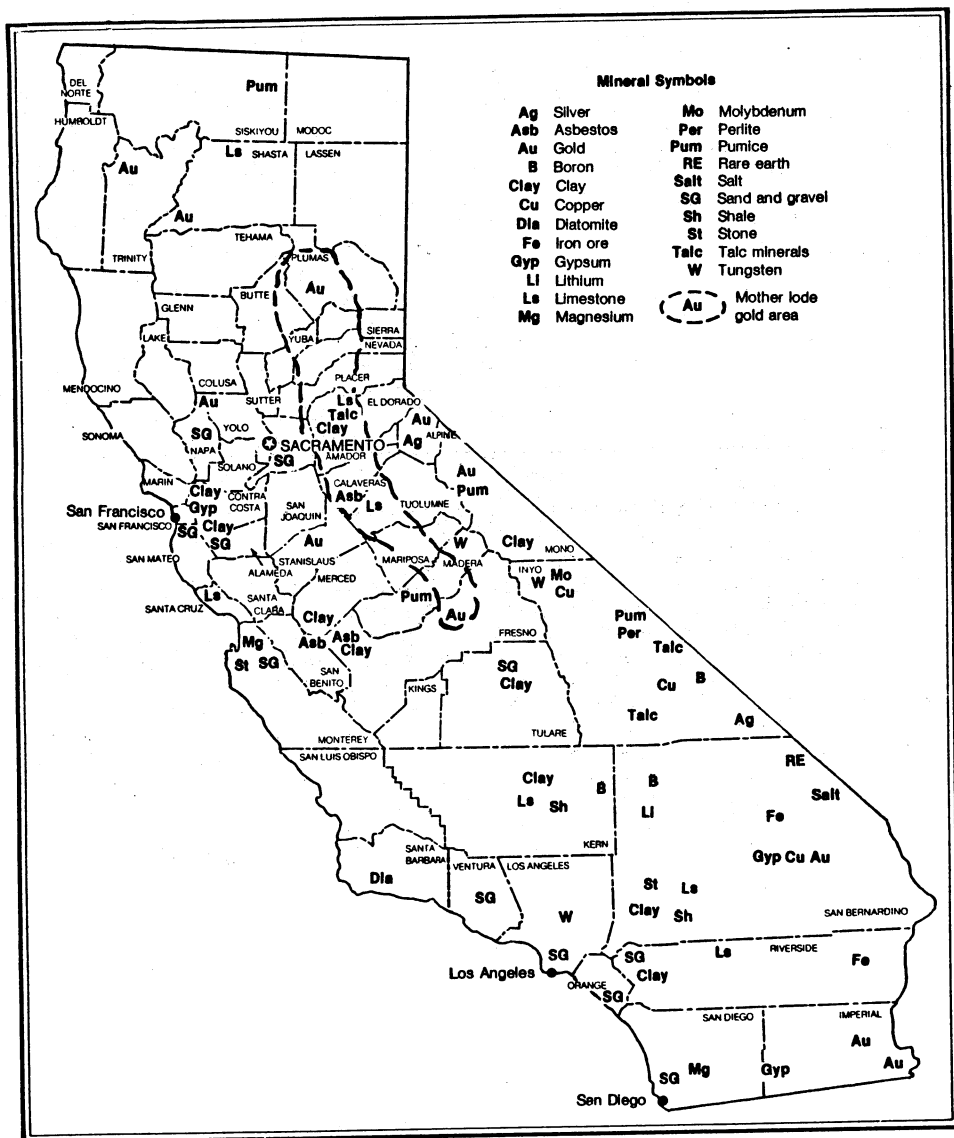 Mineral Symbols
Ag Silver
Asb Asbestos
Au Gold
B Boron
Clay Clay
Cu Copper
Dia Diatomite
Fe Iron ore
Gyp Gypsum
Li Lithium
Ls Limestone
Mg Magnesium
Mo Molybdenum
Per Perlite
Pum Pumice
RE Rare earth
Salt Salt
SG Sand and gravel
Sh Shale
St Stone
Talc Talc minerals
W Tungsten
Au Mother lode
gold area
DEL
NORTE
Pum
HUMBOLDT
SISKIYOU MODOC
Ls SHASTA LASSEN
Au
Au
TEHAMA
TRINITY
PLUMAS
Au
BUTTE
GLENN
SIERRA
YUBA
LAKE
NEVADA
PLACER
COLUSA
MENDOCINO
SUTTER
Ls EL DORADO
Au
Talc
Au
YOLO
Clay
SONOMA
SG
ALPINE
SACRAMENTO
Ag
NAPA
SG
AMADOR
SOLANO
Au
MARIN
CALAVERAS
Clay
Pum
CONTRA
COSTA
Asb
Ls
SAN
JOAQUIN
TUOLUMNE
Gyp
San Francisco
SAN FRANCISCO
Clay
SG
SG
Au
W
Clay
MONO
SAN MATEO
STANISLAUS
MARIPOSA
MADERA
ALAMEDA
MERCED
INYO
W
Mo
Cu
Ls
SANTA
CLARA
Pum
SANTA CRUZ
Clay
Au
Pum
Per
Mg
Asb
Asb
Clay
FRESNO
Talc
St SG
SAN
BENITO
SG
Clay
KINGS
Cu
B
Talc
Ag
MONTEREY
TULARE
SAN LUIS OBISPO
RE
Clay
B
B
Salt
Ls
Sh
Li
Fe
SANTA
BARBARA
KERN
Gyp Cu Au
VENTURA
LOS ANGELES
Dia
SG
St
Ls
Clay
Sh
W
SAN BERNARDINO
SG
SG
Ls
RIVERSIDE
Los Angeles
Clay
Fe
ORANGE
SG
SAN DIEGO
IMPERIAL
Au
Au
SG
Mg
Gyp
San Diego